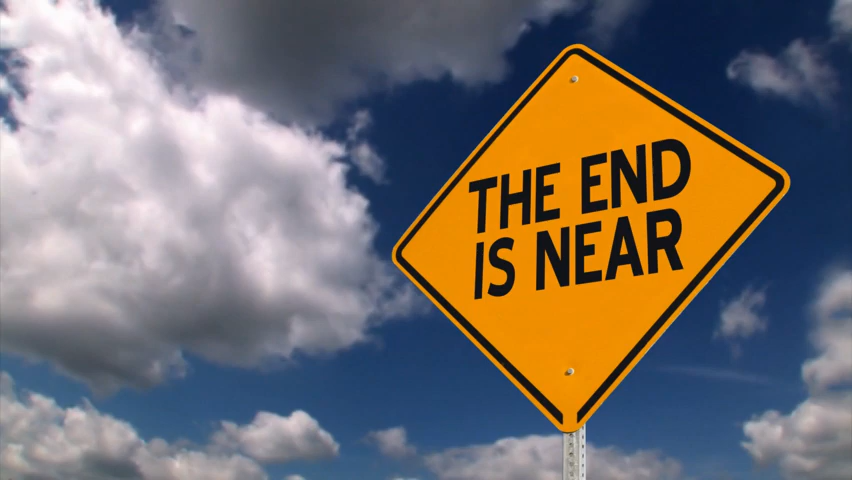 THE END
IS NEAR